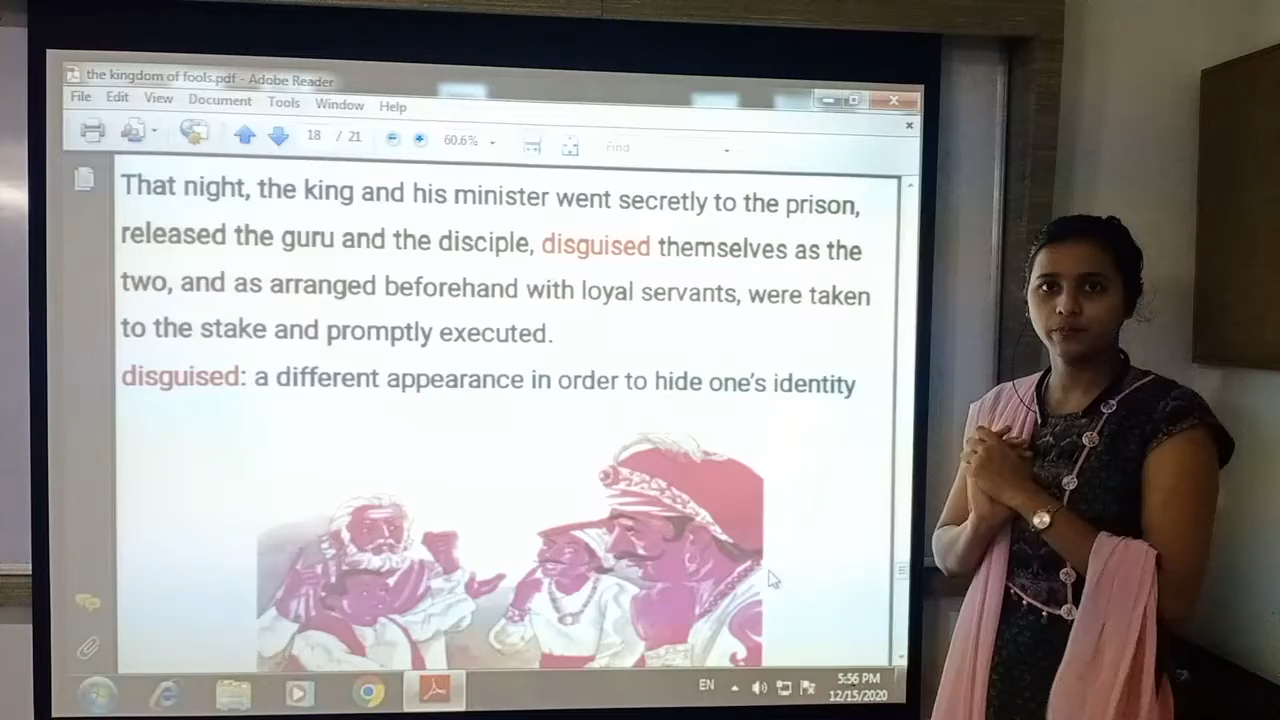 the kingdom of fools.pdf - Adobe Reader
File Edit View Document Tools Window Help
18 / 21 60.6% Find
That night, the king and his minister went secretly to the prison,
released the guru and the disciple, disguised themselves as the
two, and as arranged beforehand with loyal servants, were taken
to the stake and promptly executed.
disguised: a different appearance in order to hide one's identity
EN
5:56 PM
12/15/2020